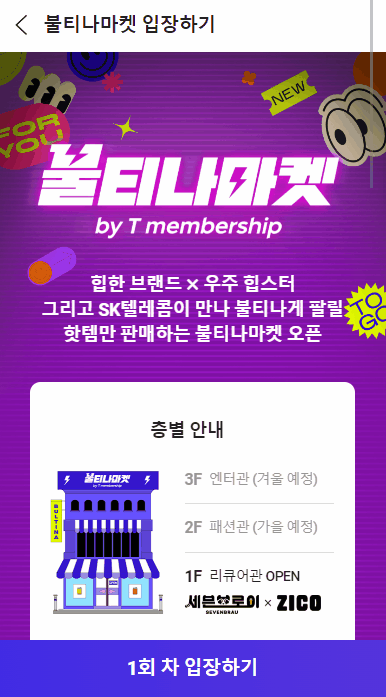 불티나마켓 입장하기
NEW
FOR
YOU
불티나마켓
by T membership
힙한 브랜드 × 우주 힙스터
그리고 SK텔레콤이 만나 불티나게 팔릴
핫템만 판매하는 불티나마켓 오픈
TO
GO
층별 안내
불티나마켓
by T membership
BULTINA
3F 엔터관 (겨울 예정)
2F 패션관 (가을 예정)
1F 리큐어관 OPEN
세븐브로이 × ZICO
SEVENBRAU
1회 차 입장하기